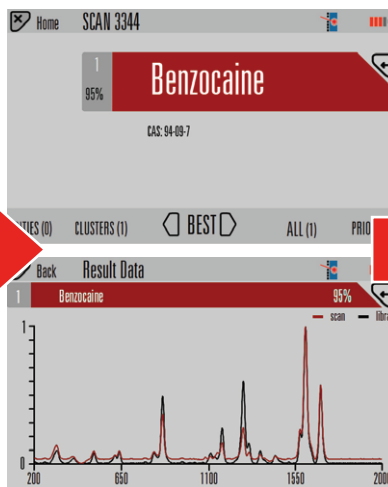 Home SCAN 3344
1
95%
Benzocaine
CAS: 94-09-7
CLUSTERS (1) BEST ALL (1)
Back Result Data
1 Benzocaine 95%
scan
1
0
200 650 1100 1550